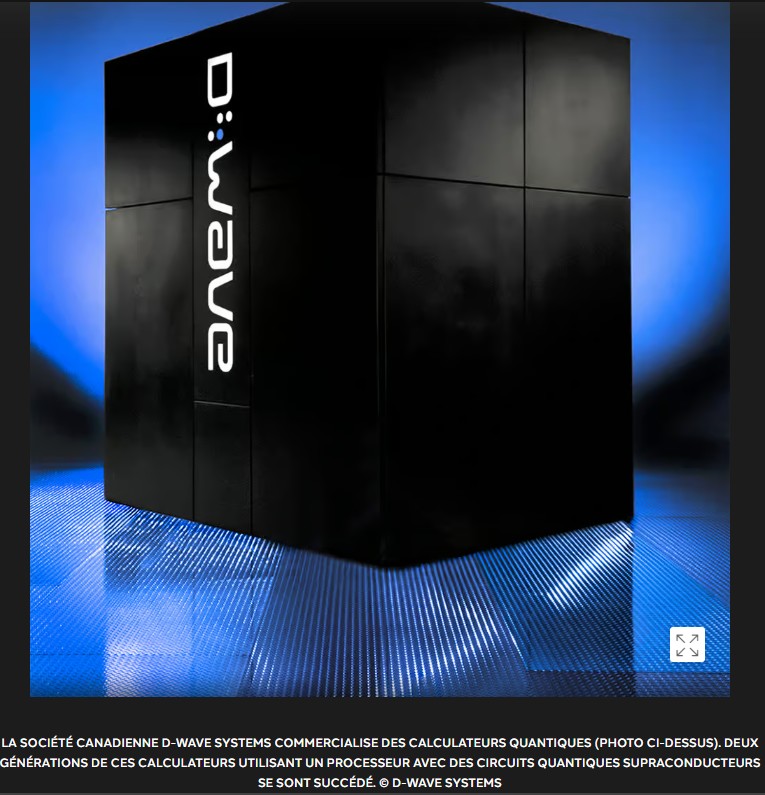 D:wave
LA SOCIÉTÉ CANADIENNE D-WAVE SYSTEMS COMMERCIALISE DES CALCULATEURS QUANTIQUES (PHOTO CI-DESSUS). DEUX
GÉNÉRATIONS DE CES CALCULATEURS UTILISANT UN PROCESSEUR AVEC DES CIRCUITS QUANTIQUES SUPRACONDUCTEURS
SE SONT SUCCÉDÉ. © D-WAVE SYSTEMS